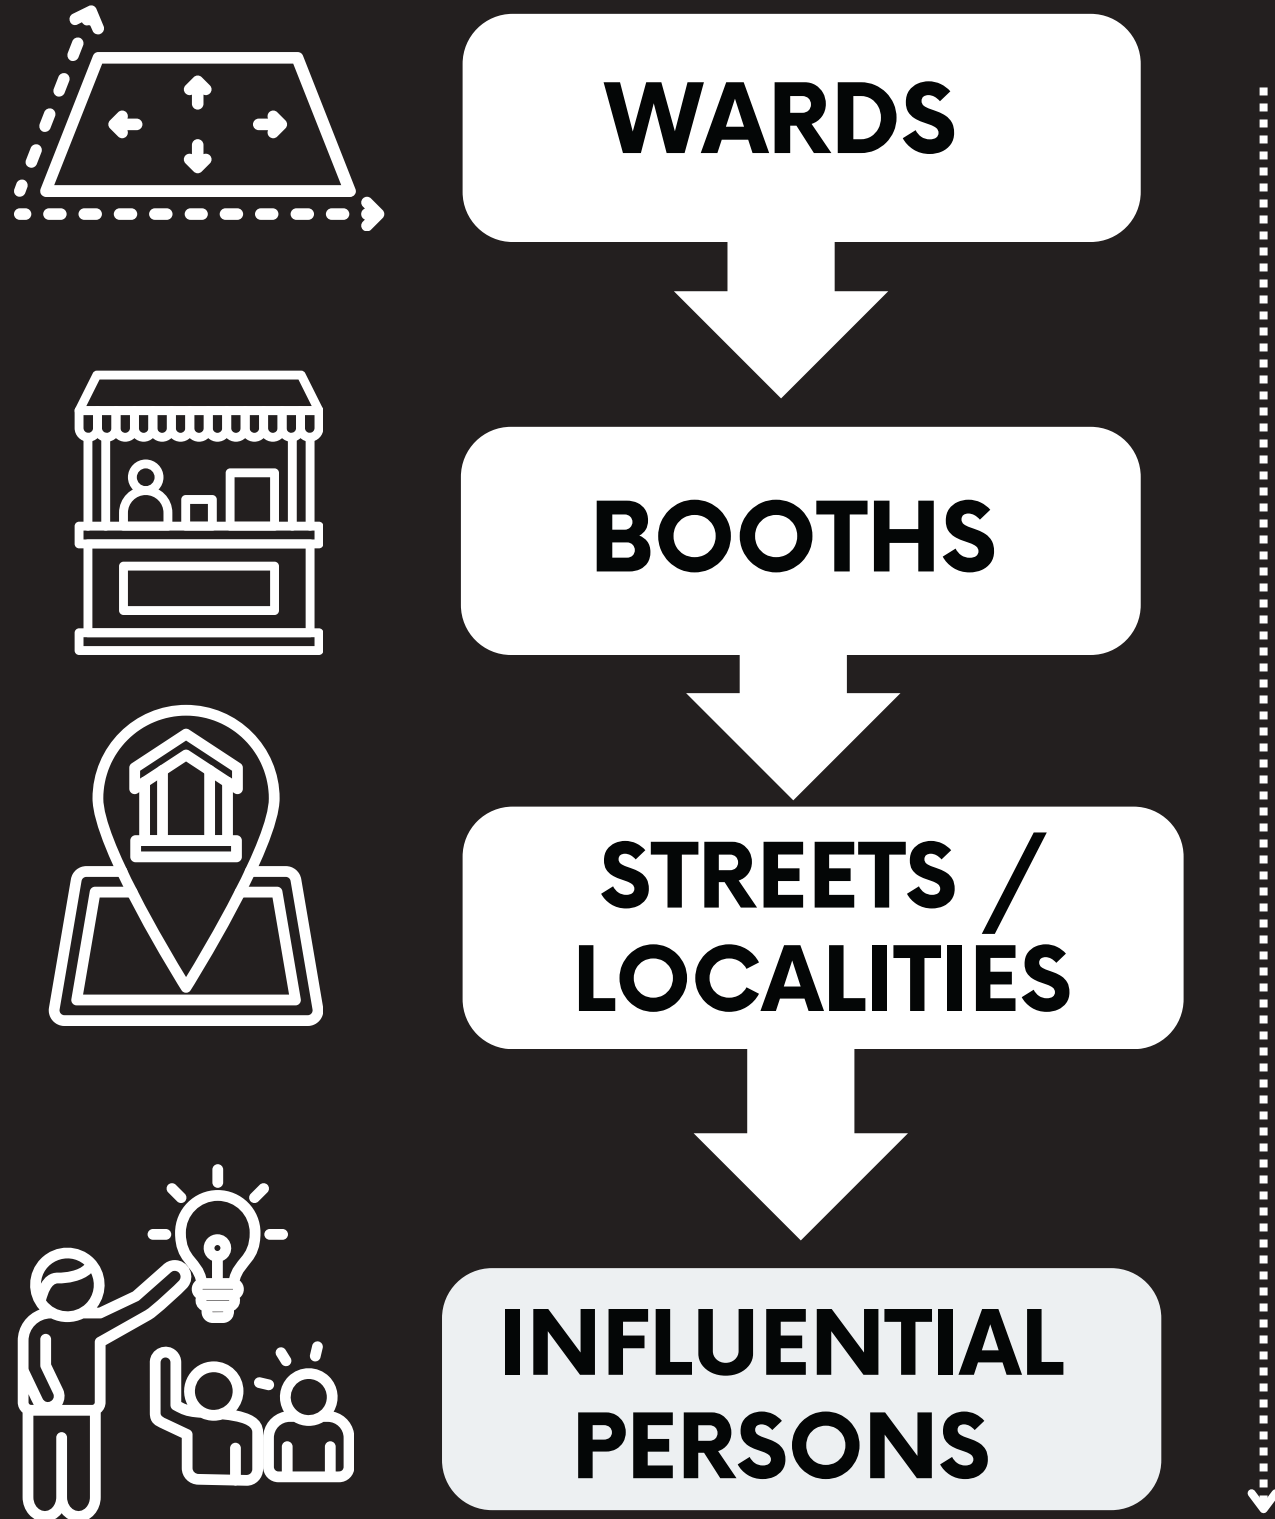 WARDS
BOOTHS
STREETS /
LOCALITIES
INFLUENTIAL
PERSONS